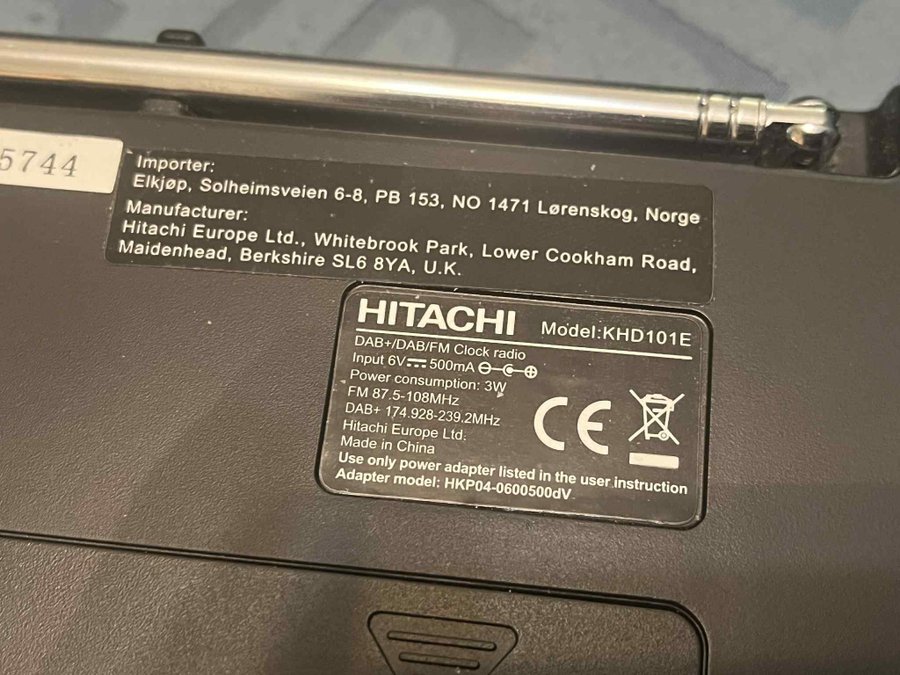 5744
Importer:
Elkjøp, Solheimsveien 6-8, PB 153, NO 1471 Lørenskog, Norge
Manufacturer:
Hitachi Europe Ltd., Whitebrook Park, Lower Cookham Road,
Maidenhead, Berkshire SL6 8YA, U.K.
HITACHI Model:KHD101E
DAB+/DAB/FM Clock radio
Input 6V 500mA
Power consumption: 3W
FM 87.5-108MHz
DAB+ 174.928-239.2MHz
Hitachi Europe Ltd.
Made in China
CE
Use only power adapter listed in the user instruction
Adapter model: HKP04-0600500dV